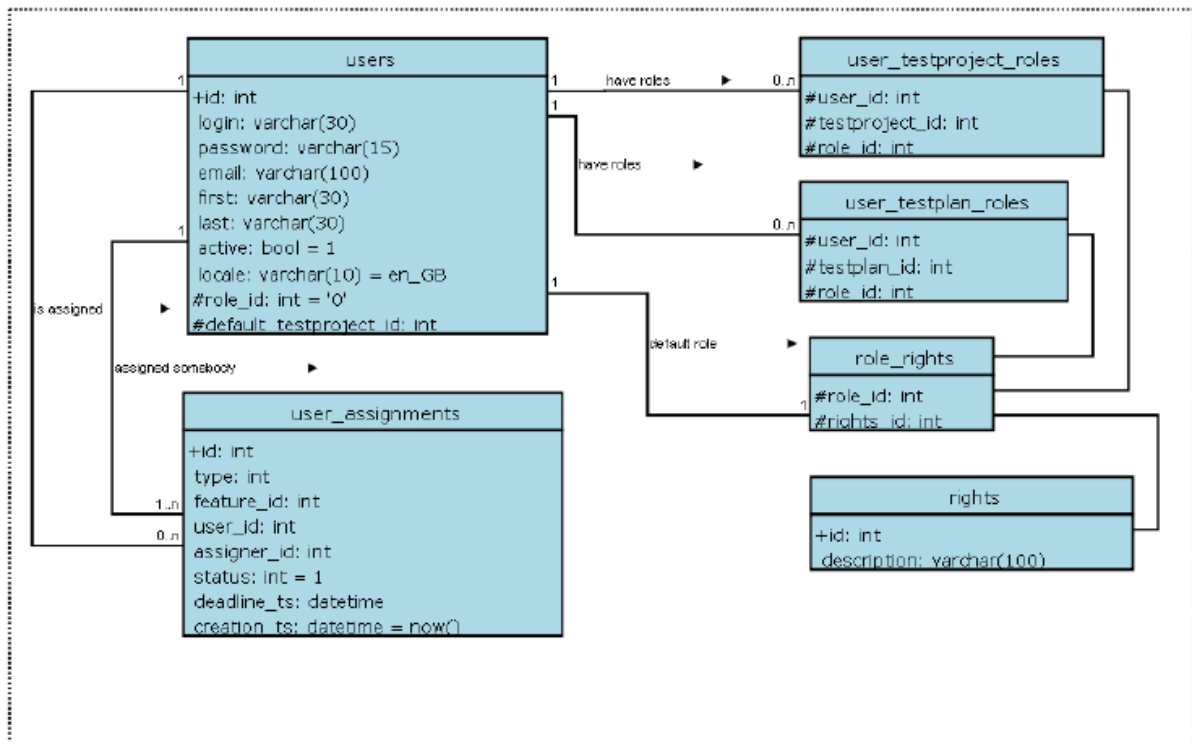 users
+id: int
login: varchar(30)
password: varchar(15)
email: varchar(100)
first: varchar(30)
last: varchar(30)
active: bool = 1
locale: varchar(10) = en_GB
#role_id: int = '0'
#default_testproject_id: int
1
1
is assigned
assigned somebody
1..n
0..n
user_assignments
+id: int
type: int
feature_id: int
user_id: int
assigner_id: int
status: int = 1
deadline_ts: datetime
creation_ts: datetime = now()
1
have roles
0..n
1
have roles
0..n
1
default role
1
user_testproject_roles
#user_id: int
#testproject_id: int
#role_id: int
user_testplan_roles
#user_id: int
#testplan_id: int
#role_id: int
role_rights
#role_id: int
#rights_id: int
rights
+id: int
description: varchar(100)